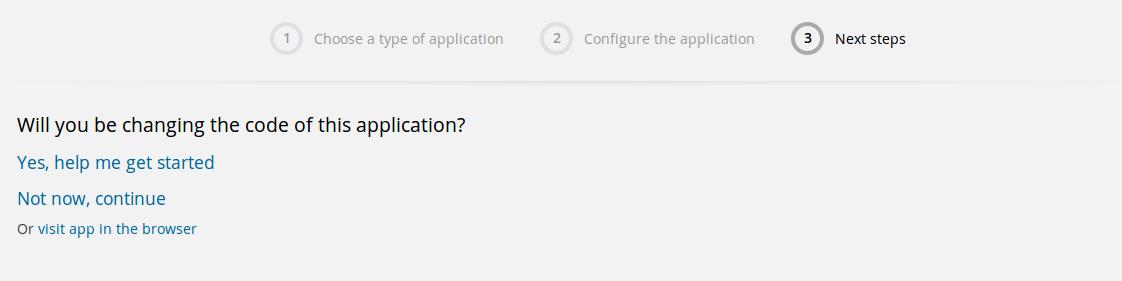 1 Choose a type of application 2 Configure the application 3 Next steps
Will you be changing the code of this application?
Yes, help me get started
Not now, continue
Or visit app in the browser